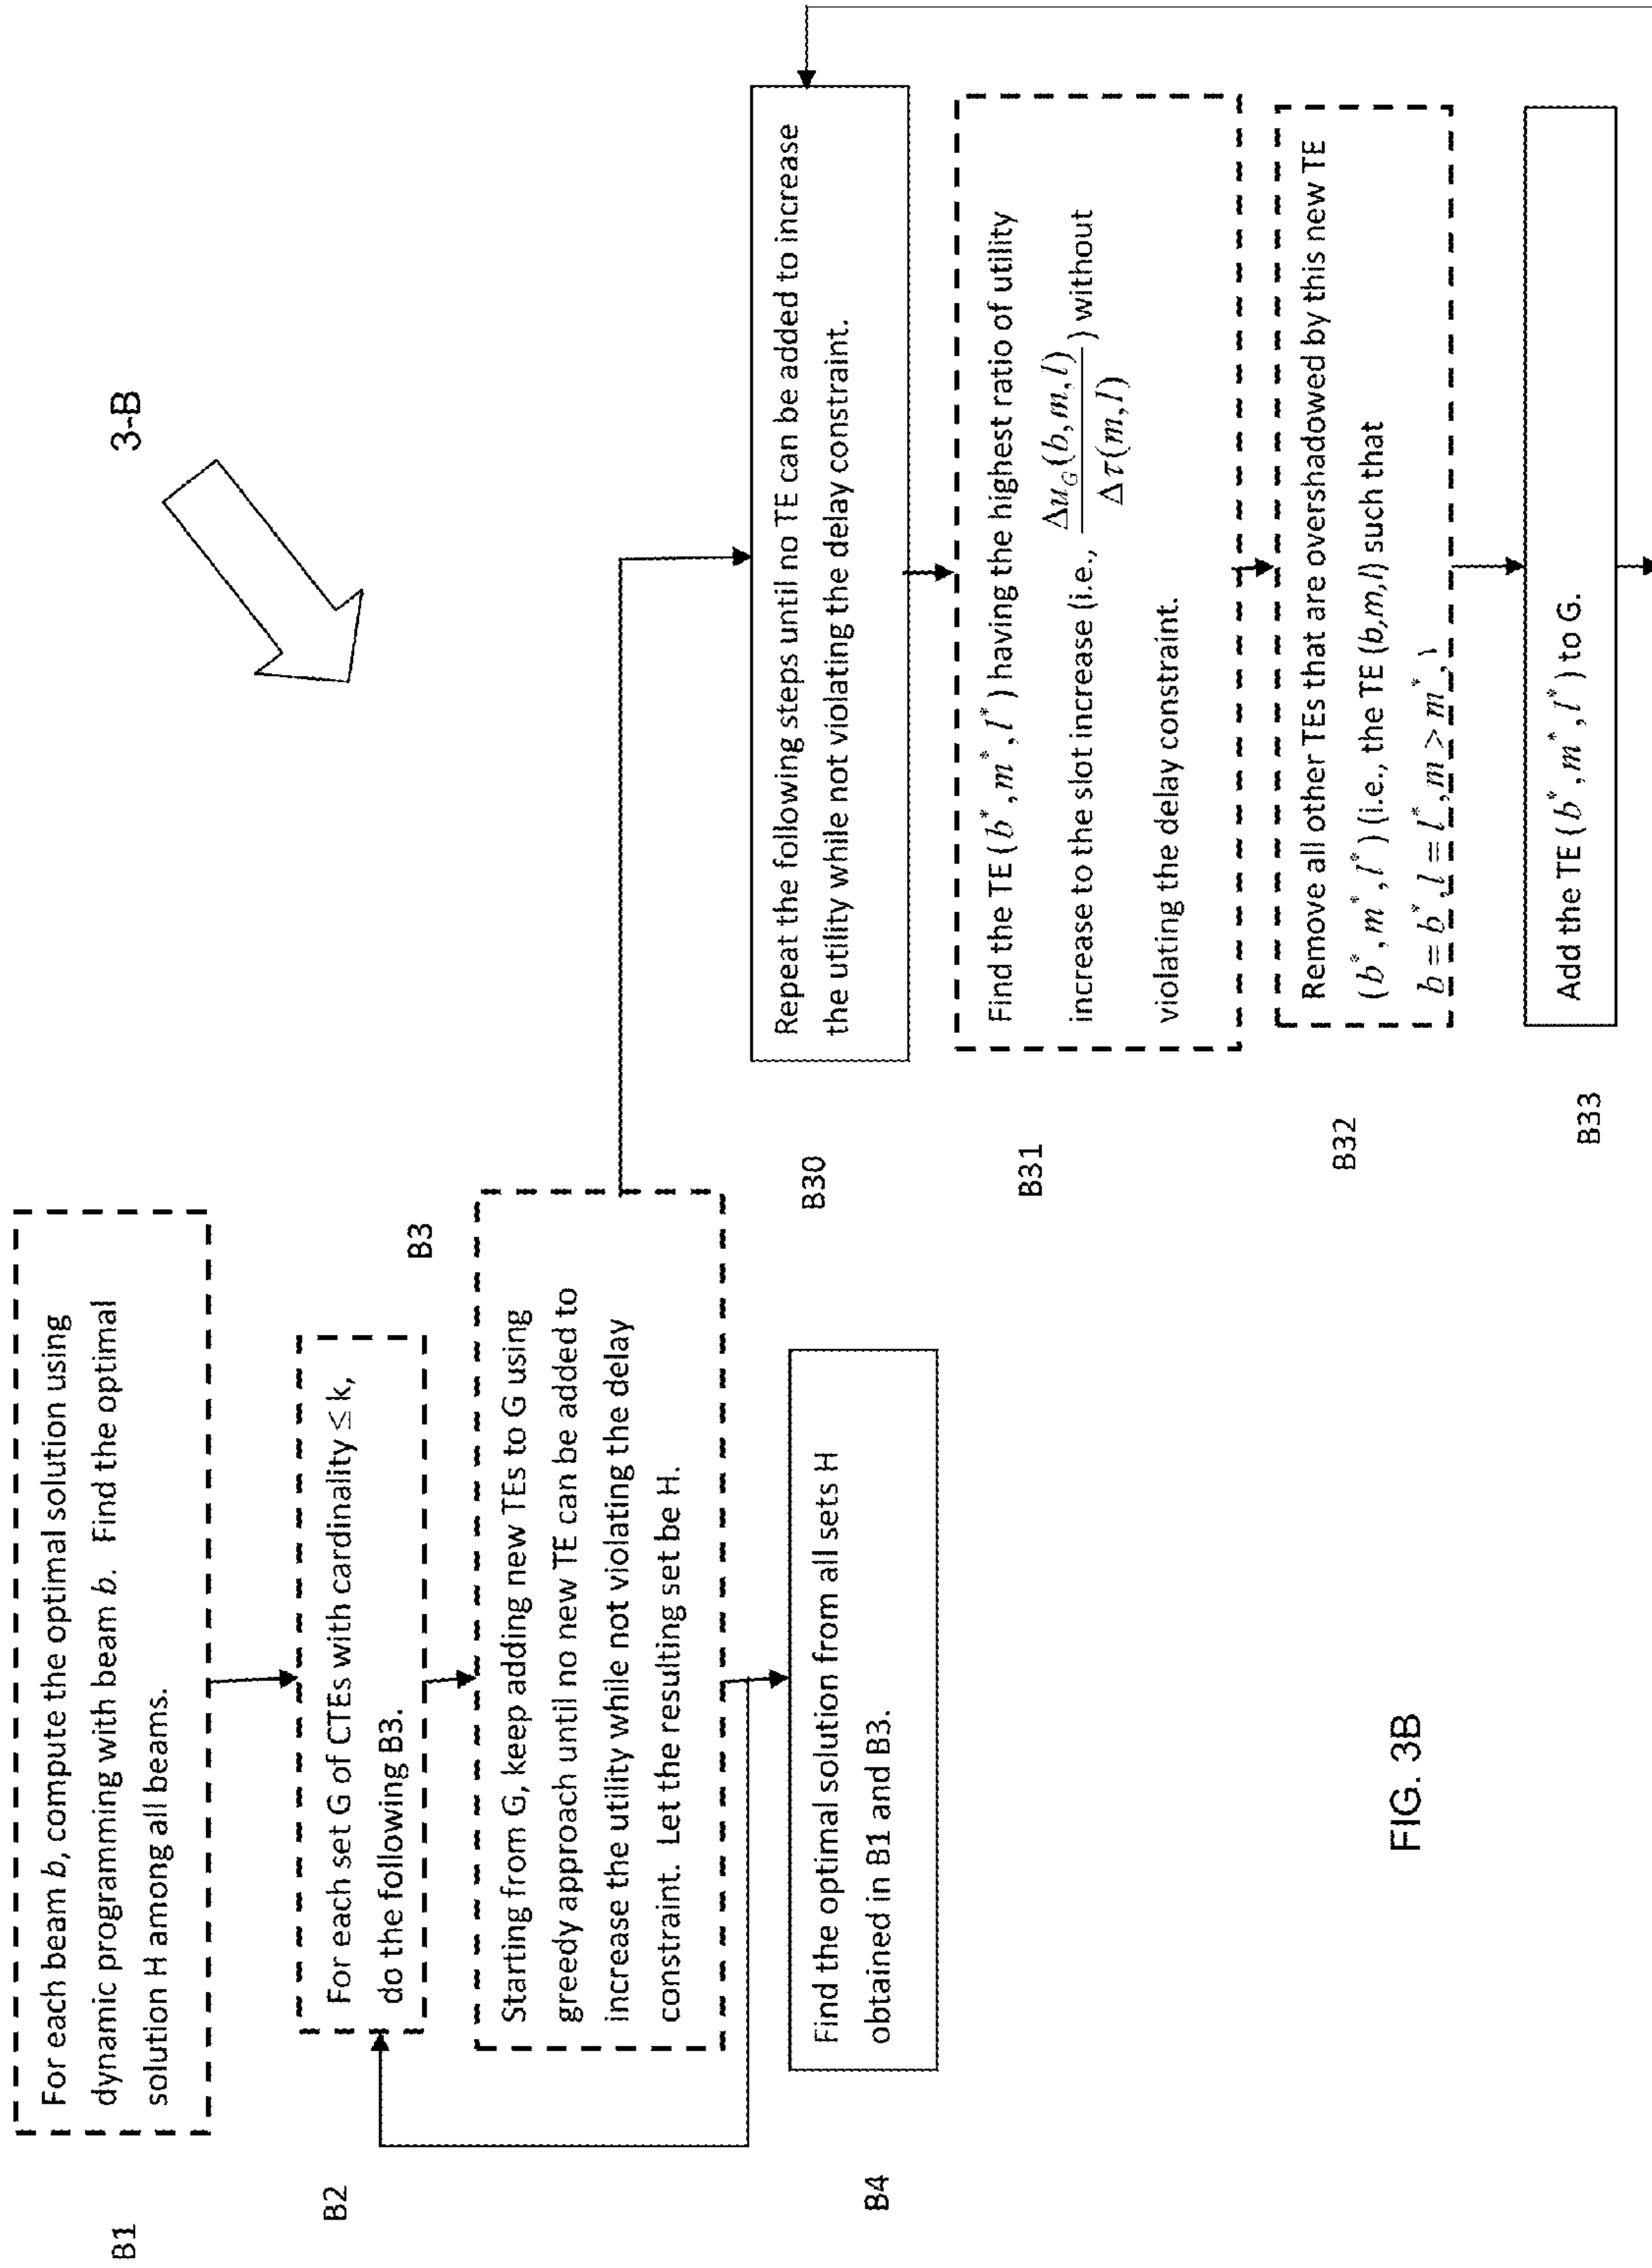 3-B
B1
For each beam b, compute the optimal solution using
dynamic programming with beam b. Find the optimal
solution H among all beams.
B2
For each set G of CTEs with cardinality ≤ k,
do the following B3.
B3
Starting from G, keep adding new TEs to G using
greedy approach until no new TE can be added to
increase the utility while not violating the delay
constraint. Let the resulting set be H.
B4
Find the optimal solution from all sets H
obtained in B1 and B3.
B30
Repeat the following steps until no TE can be added to increase
the utility while not violating the delay constraint.
B31
Find the TE (b*, m*, l*) having the highest ratio of utility
increase to the slot increase (i.e., Δu_G(b, m, l) / Δτ(m, l)) without
violating the delay constraint.
B32
Remove all other TEs that are overshadowed by this new TE
(b*, m*, l*) (i.e., the TE (b,m,l) such that
b = b*, l = l*, m > m*, )
B33
Add the TE (b*, m*, l*) to G.
FIG. 3B